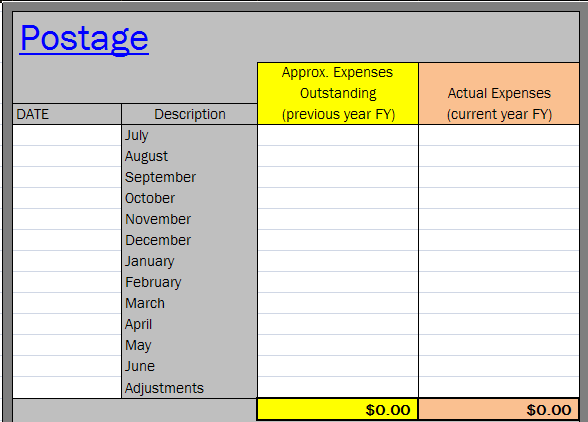 Postage
Approx. Expenses
Outstanding
Actual Expenses
DATE Description (previous year FY) (current year FY)
July
August
September
October
November
December
January
February
March
April
May
June
Adjustments
$0.00 $0.00